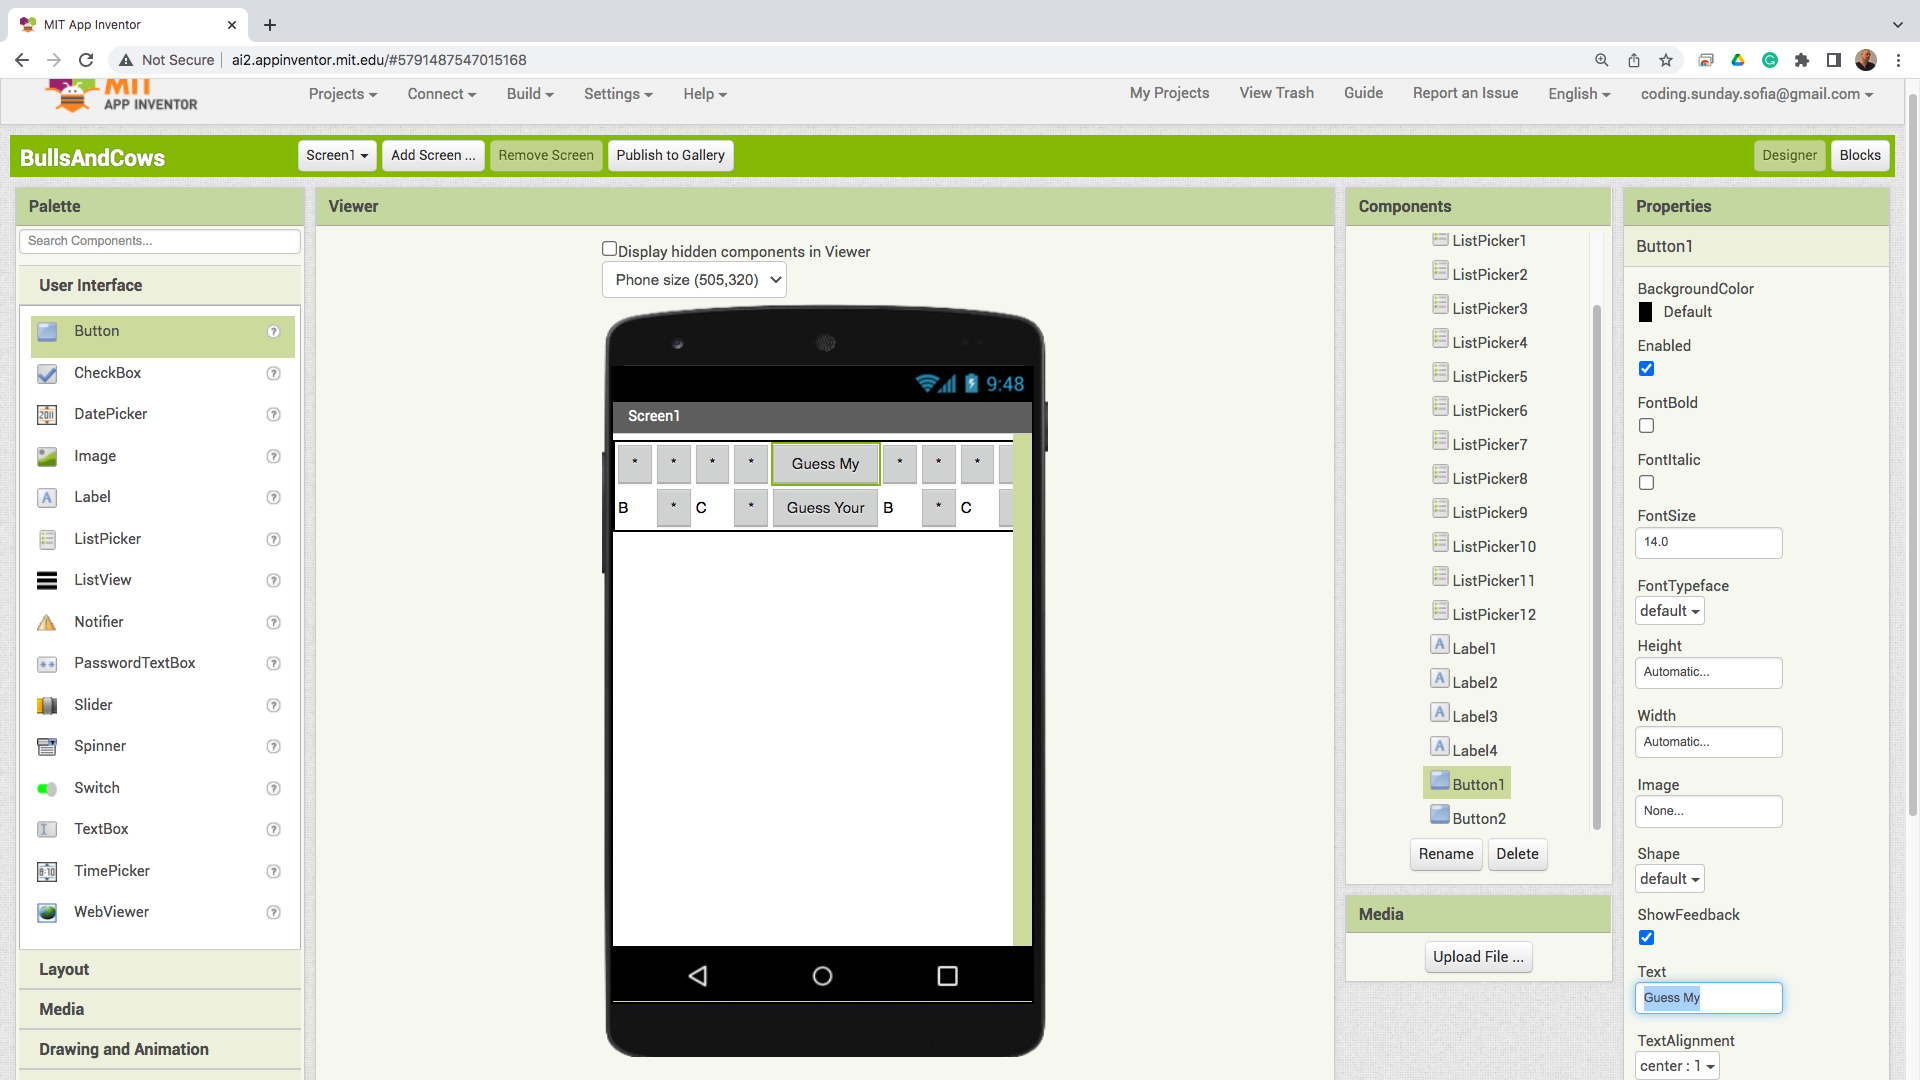 MIT App Inventor
Not Secure
ai2.appinventor.mit.edu/#5791487547015168
MIT
APP INVENTOR
Projects
Connect
Build
Settings
Help
My Projects
View Trash
Guide
Report an Issue
English
coding.sunday.sofia@gmail.com
BullsAndCows
Screen1
Add Screen ...
Remove Screen
Publish to Gallery
Designer
Blocks
Palette
Search Components...
User Interface
Button ?
CheckBox ?
DatePicker ?
Image ?
Label ?
ListPicker ?
ListView ?
Notifier ?
PasswordTextBox ?
Slider ?
Spinner ?
Switch ?
TextBox ?
TimePicker ?
WebViewer ?
Layout
Media
Drawing and Animation
Viewer
Display hidden components in Viewer
Phone size (505,320)
9:48
Screen1
* * * * Guess My * * *
B * C * Guess Your B * C
Components
ListPicker1
ListPicker2
ListPicker3
ListPicker4
ListPicker5
ListPicker6
ListPicker7
ListPicker8
ListPicker9
ListPicker10
ListPicker11
ListPicker12
Label1
Label2
Label3
Label4
Button1
Button2
Rename
Delete
Media
Upload File ...
Properties
Button1
BackgroundColor
Default
Enabled
FontBold
FontItalic
FontSize
14.0
FontTypeface
default
Height
Automatic...
Width
Automatic...
Image
None...
Shape
default
ShowFeedback
Text
Guess My
TextAlignment
center : 1